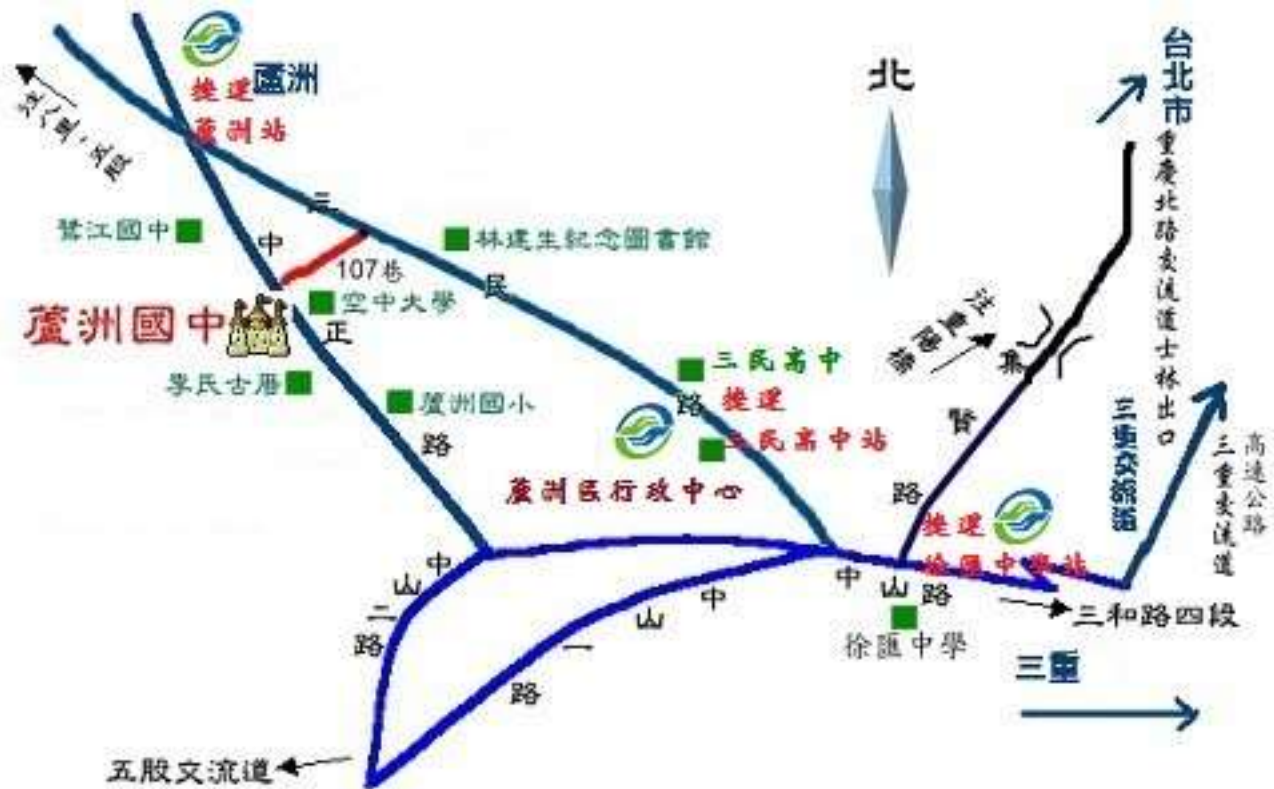 捷運
蘆洲站
蘆洲
往八里、五股
鷺江國中
中正路
三民路
107巷
林建生紀念圖書館
空中大學
蘆洲國中
李氏古厝
蘆洲國小
三民高中
捷運
三民高中站
蘆洲區行政中心
北
往重陽橋
集賢路
台北市
重慶北路交流道士林出口
三重交流道
高速公路
三重交流道
捷運
徐匯中學站
中山路
中山二路
中山一路
徐匯中學
三和路四段
三重
五股交流道